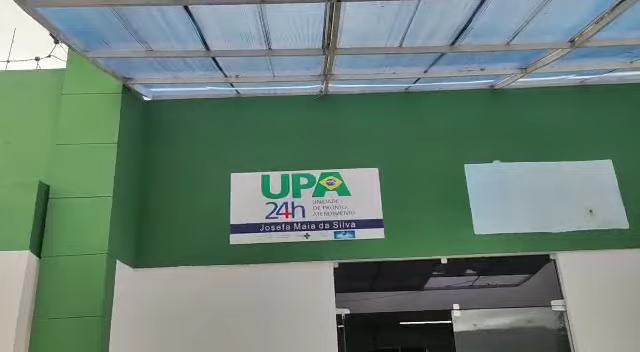 UPA
24h UNIDADE
DE PRONTO
ATENDIMENTO
Josefa Maia da Silva